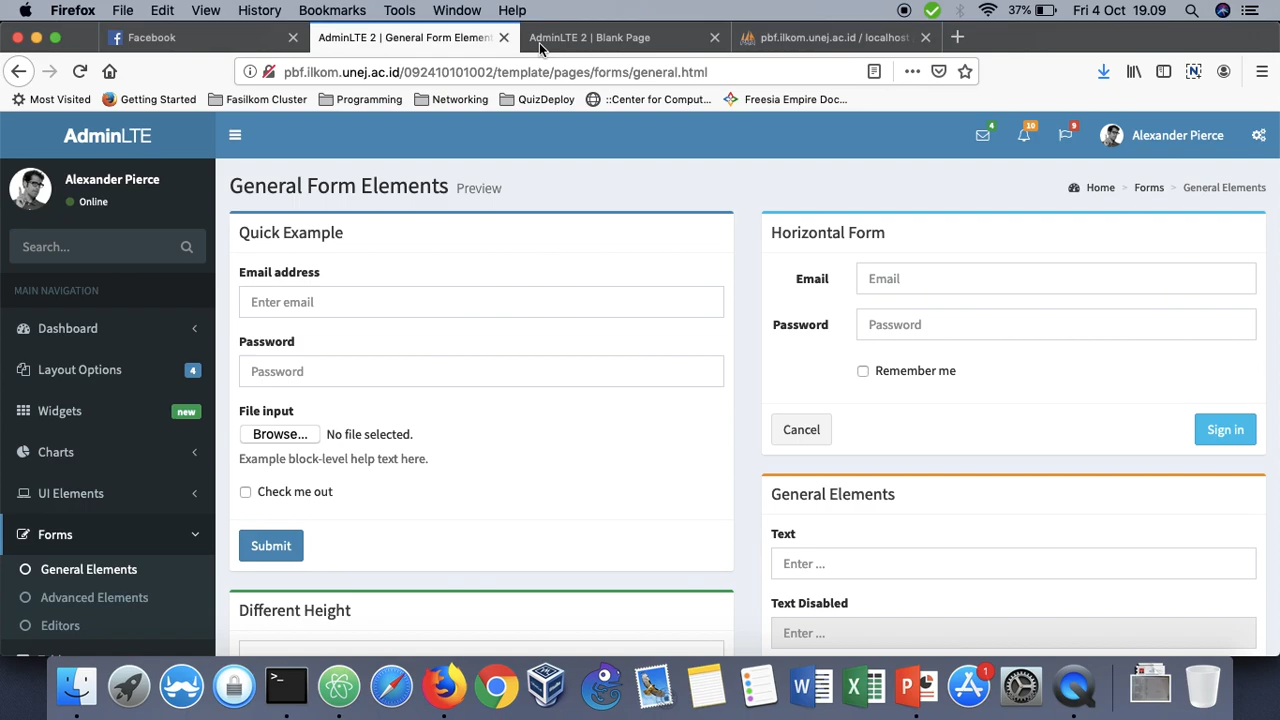 Firefox File Edit View History Bookmarks Tools Window Help 37% Fri 4 Oct 19.09
Facebook AdminLTE 2 | General Form Element AdminLTE 2 | Blank Page pbf.ilkom.unej.ac.id / localhost
pbf.ilkom.unej.ac.id/092410101002/template/pages/forms/general.html
Most Visited Getting Started Fasilkom Cluster Programming Networking QuizDeploy ::Center for Comput... Freesia Empire Doc...
AdminLTE 4 10 9 Alexander Pierce
Alexander Pierce
Online
General Form Elements Preview
Home > Forms > General Elements
Search...
MAIN NAVIGATION
Dashboard
Layout Options 4
Widgets new
Charts
UI Elements
Forms
General Elements
Advanced Elements
Editors
Quick Example
Email address
Enter email
Password
Password
File input
Browse... No file selected.
Example block-level help text here.
Check me out
Submit
Different Height
Horizontal Form
Email Email
Password Password
Remember me
Cancel Sign in
General Elements
Text
Enter ...
Text Disabled
Enter ...
>_ W X P 1